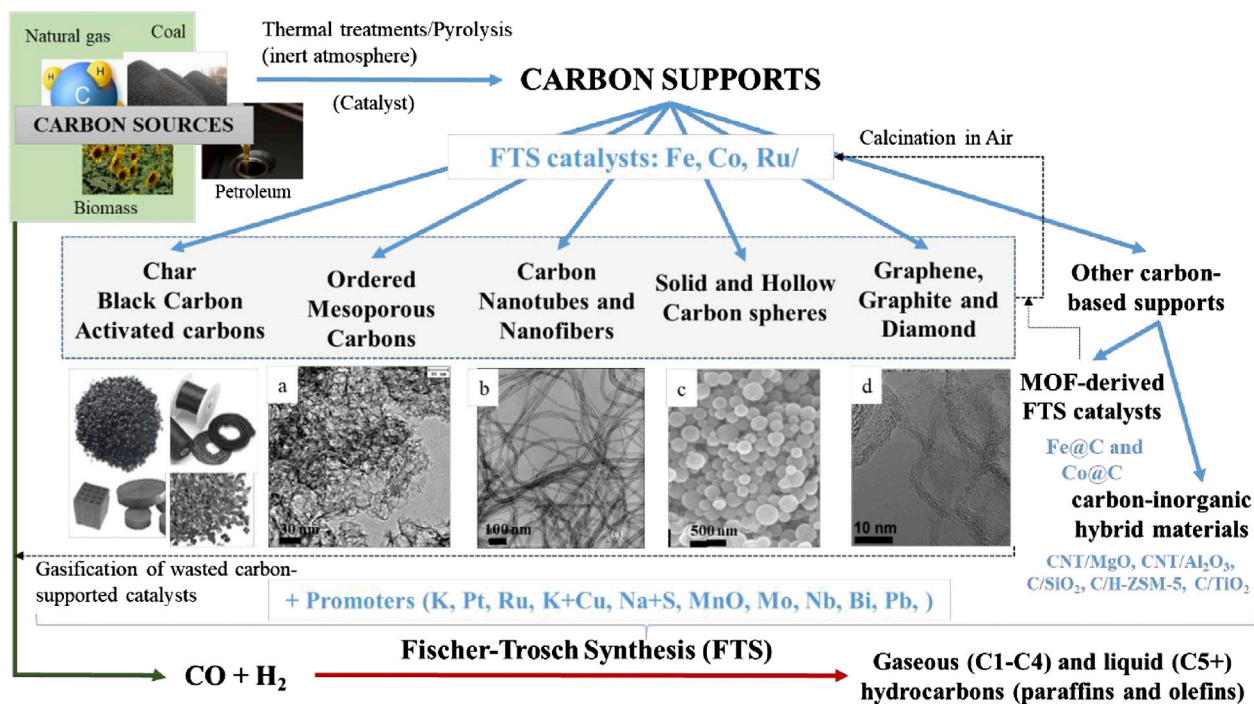 Natural gas
Coal
H
H
C
CARBON SOURCES
Petroleum
Biomass
Thermal treatments/Pyrolysis
(inert atmosphere)
(Catalyst)
CARBON SUPPORTS
FTS catalysts: Fe, Co, Ru/
Calcination in Air
Char
Black Carbon
Activated carbons
Ordered
Mesoporous
Carbons
Carbon
Nanotubes and
Nanofibers
Solid and Hollow
Carbon spheres
Graphene,
Graphite and
Diamond
Other carbon-
based supports
a
30 nm
b
100 nm
c
500 nm
d
10 nm
MOF-derived
FTS catalysts
Fe@C and
Co@C
carbon-inorganic
hybrid materials
CNT/MgO, CNT/Al₂O₃,
C/SiO₂, C/H-ZSM-5, C/TiO₂
Gasification of wasted carbon-
supported catalysts
+ Promoters (K, Pt, Ru, K+Cu, Na+S, MnO, Mo, Nb, Bi, Pb, )
Fischer-Trosch Synthesis (FTS)
CO + H₂
Gaseous (C1-C4) and liquid (C5+)
hydrocarbons (paraffins and olefins)